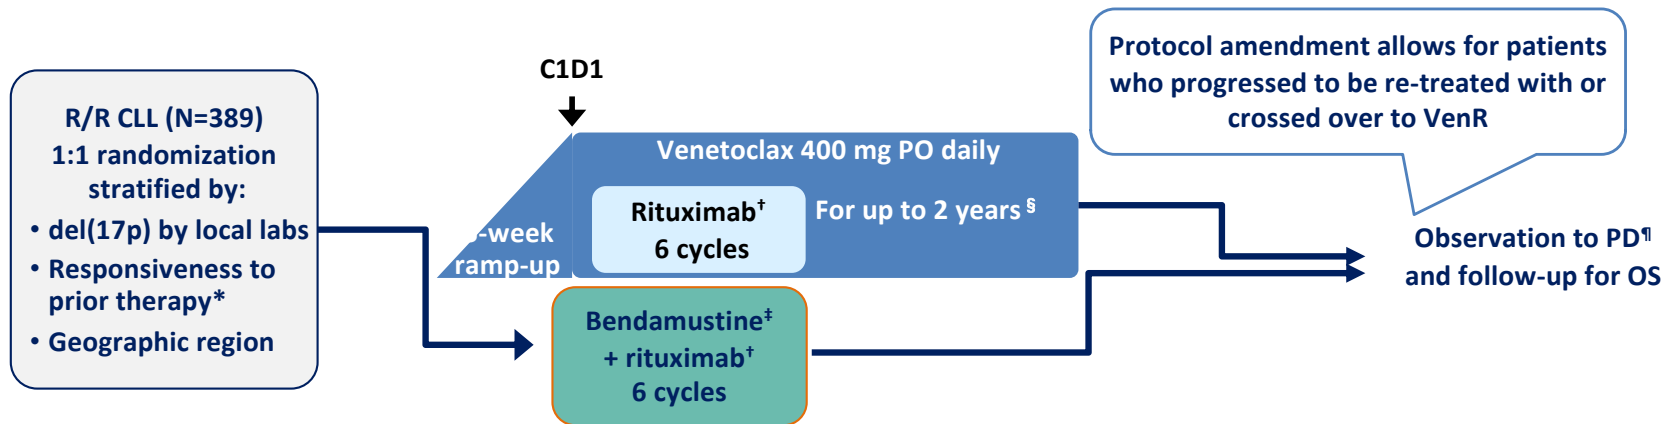 R/R CLL (N=389)
1:1 randomization
stratified by:
• del(17p) by local labs
• Responsiveness to
prior therapy*
• Geographic region
C1D1
-week
ramp-up
Venetoclax 400 mg PO daily
Rituximab†
6 cycles
For up to 2 years §
Bendamustine‡
+ rituximab†
6 cycles
Protocol amendment allows for patients
who progressed to be re-treated with or
crossed over to VenR
Observation to PD¶
and follow-up for OS